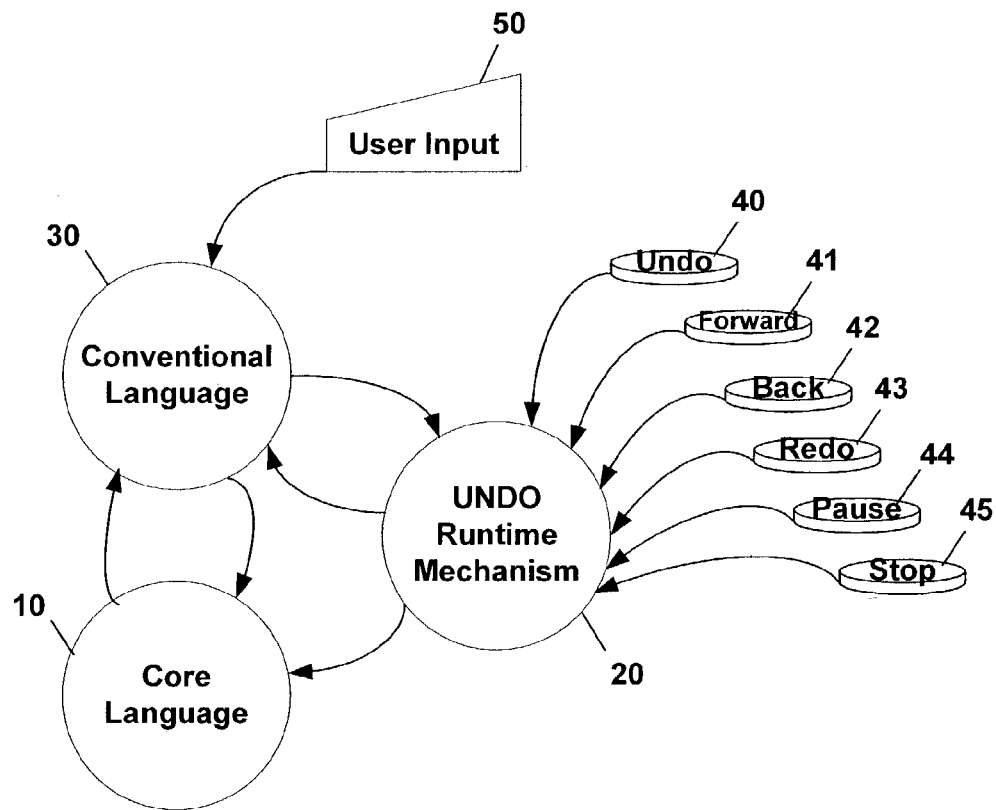 50
User Input
30
40
Undo
41
Forward
42
Back
43
Redo
44
Pause
45
Stop
Conventional
Language
UNDO
Runtime
Mechanism
20
10
Core
Language